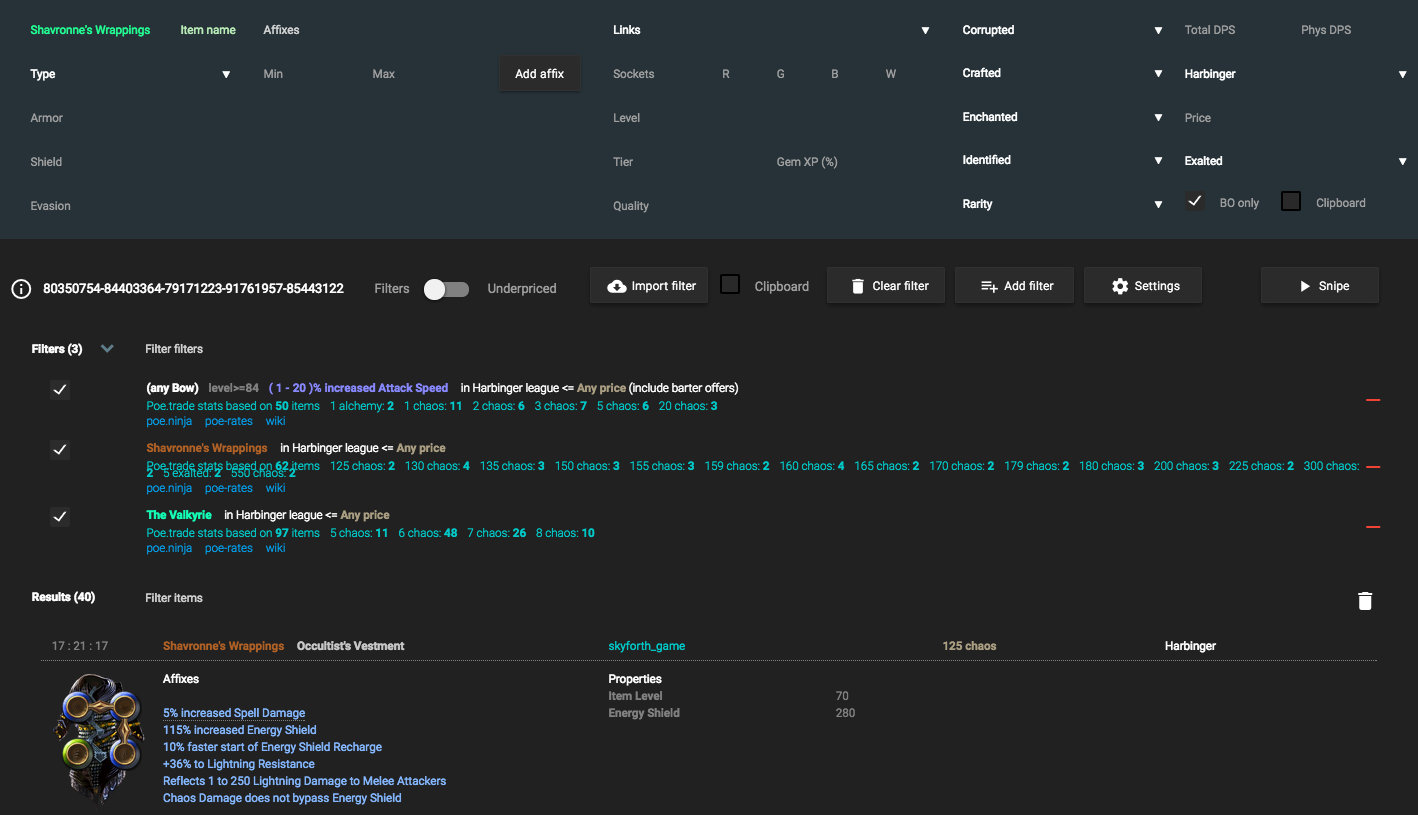 Shavronne's Wrappings Item name Affixes Links Corrupted Total DPS Phys DPS
Type Min Max Add affix Sockets R G B W Crafted Harbinger
Armor Level Enchanted Price
Shield Tier Gem XP (%) Identified Exalted
Evasion Quality Rarity BO only Clipboard
80350754-84403364-79171223-91761957-85443122 Filters Underpriced Import filter Clipboard Clear filter Add filter Settings Snipe
Filters (3) Filter filters
(any Bow) level>=84 ( 1 - 20 )% increased Attack Speed in Harbinger league <= Any price (include barter offers)
Poe.trade stats based on 50 items 1 alchemy: 2 1 chaos: 11 2 chaos: 6 3 chaos: 7 5 chaos: 6 20 chaos: 3
poe.ninja poe-rates wiki
Shavronne's Wrappings in Harbinger league <= Any price
Poe.trade stats based on 62 items 125 chaos: 2 130 chaos: 4 135 chaos: 3 150 chaos: 3 155 chaos: 3 159 chaos: 2 160 chaos: 4 165 chaos: 2 170 chaos: 2 179 chaos: 2 180 chaos: 3 200 chaos: 3 225 chaos: 2 300 chaos:
2 5 exalted: 2 550 chaos: 2
poe.ninja poe-rates wiki
The Valkyrie in Harbinger league <= Any price
Poe.trade stats based on 97 items 5 chaos: 11 6 chaos: 48 7 chaos: 26 8 chaos: 10
poe.ninja poe-rates wiki
Results (40) Filter items
17 : 21 : 17 Shavronne's Wrappings Occultist's Vestment skyforth_game 125 chaos Harbinger
Affixes Properties
Item Level 70
5% increased Spell Damage Energy Shield 280
115% increased Energy Shield
10% faster start of Energy Shield Recharge
+36% to Lightning Resistance
Reflects 1 to 250 Lightning Damage to Melee Attackers
Chaos Damage does not bypass Energy Shield